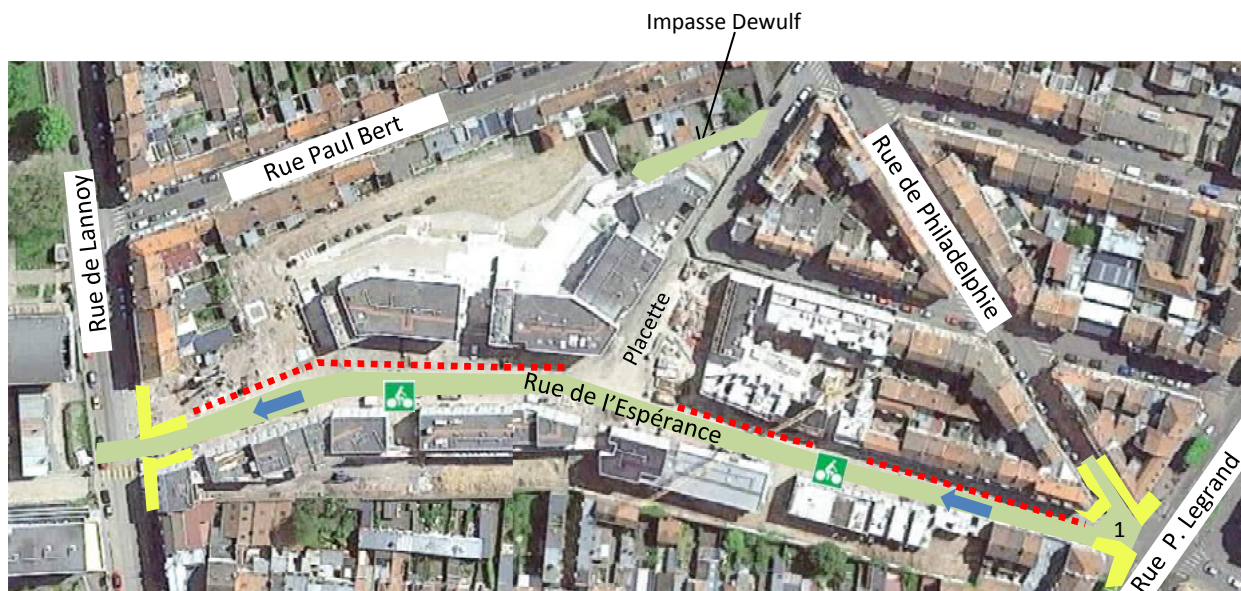 Impasse Dewulf
Rue Paul Bert
Rue de Philadelphie
Rue de Lannoy
Placette
Rue de l'Espérance
1
Rue P. Legrand